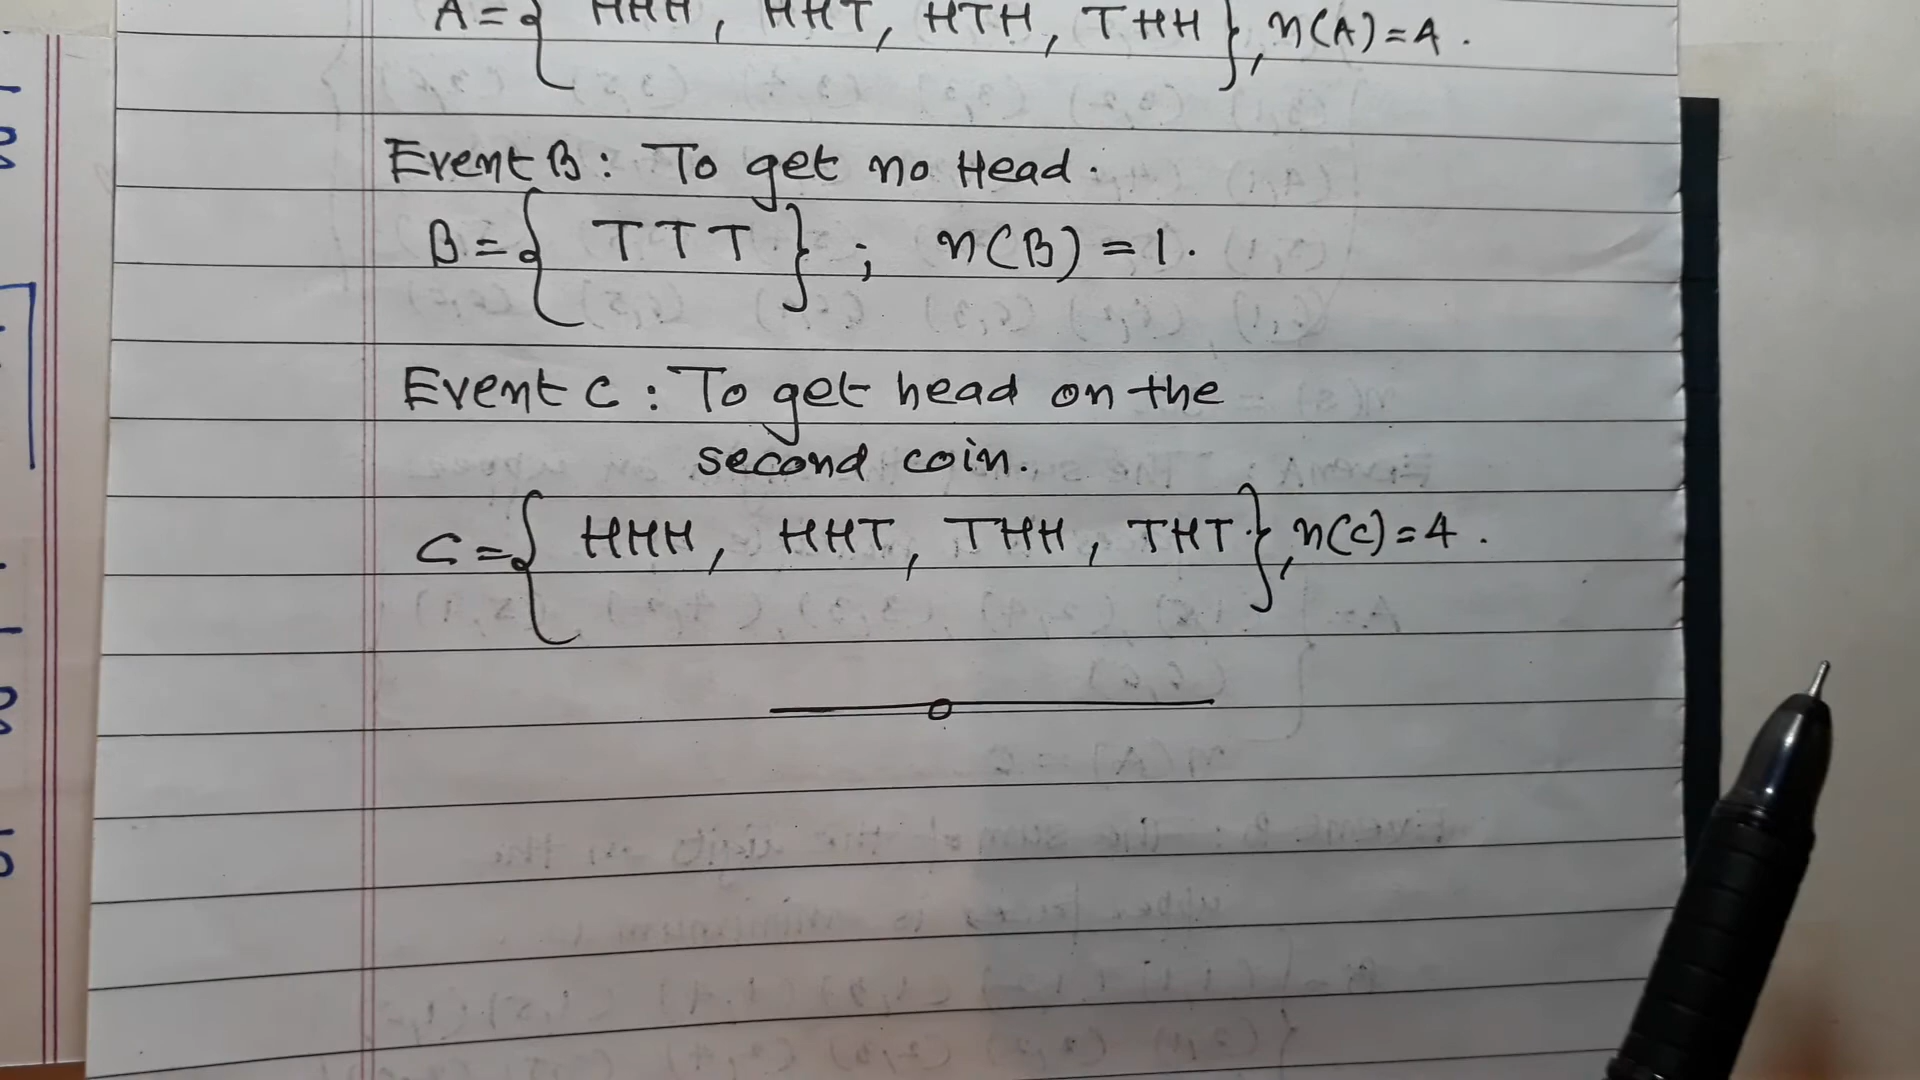 A = { HHH, HHT, HTH, THH }, n(A) = 4.
Event B : To get no Head.
B = { TTT } ; n(B) = 1.
Event C : To get head on the
second coin.
C = { HHH, HHT, THH, THT }, n(C) = 4.